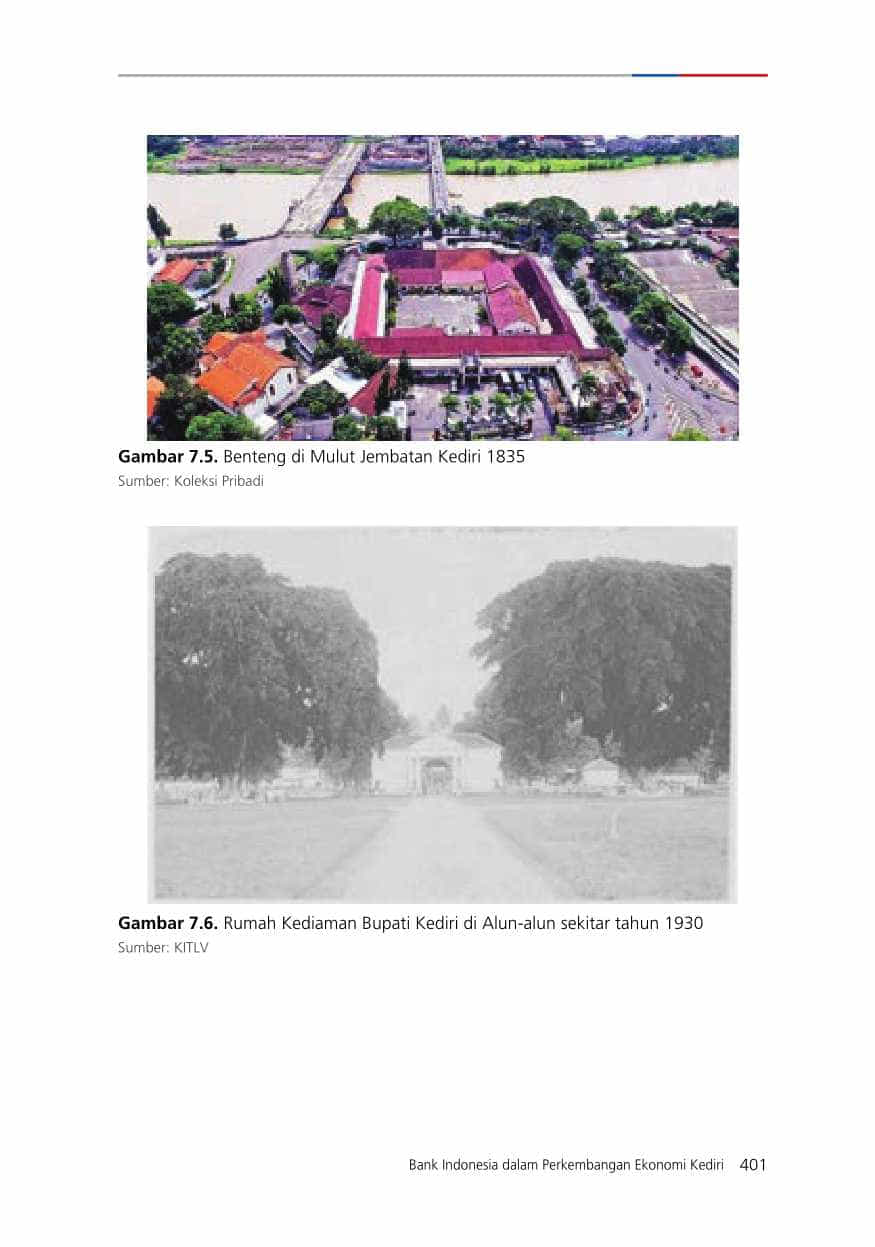 Gambar 7.5. Benteng di Mulut Jembatan Kediri 1835
Sumber: Koleksi Pribadi
Gambar 7.6. Rumah Kediaman Bupati Kediri di Alun-alun sekitar tahun 1930
Sumber: KITLV
Bank Indonesia dalam Perkembangan Ekonomi Kediri 401